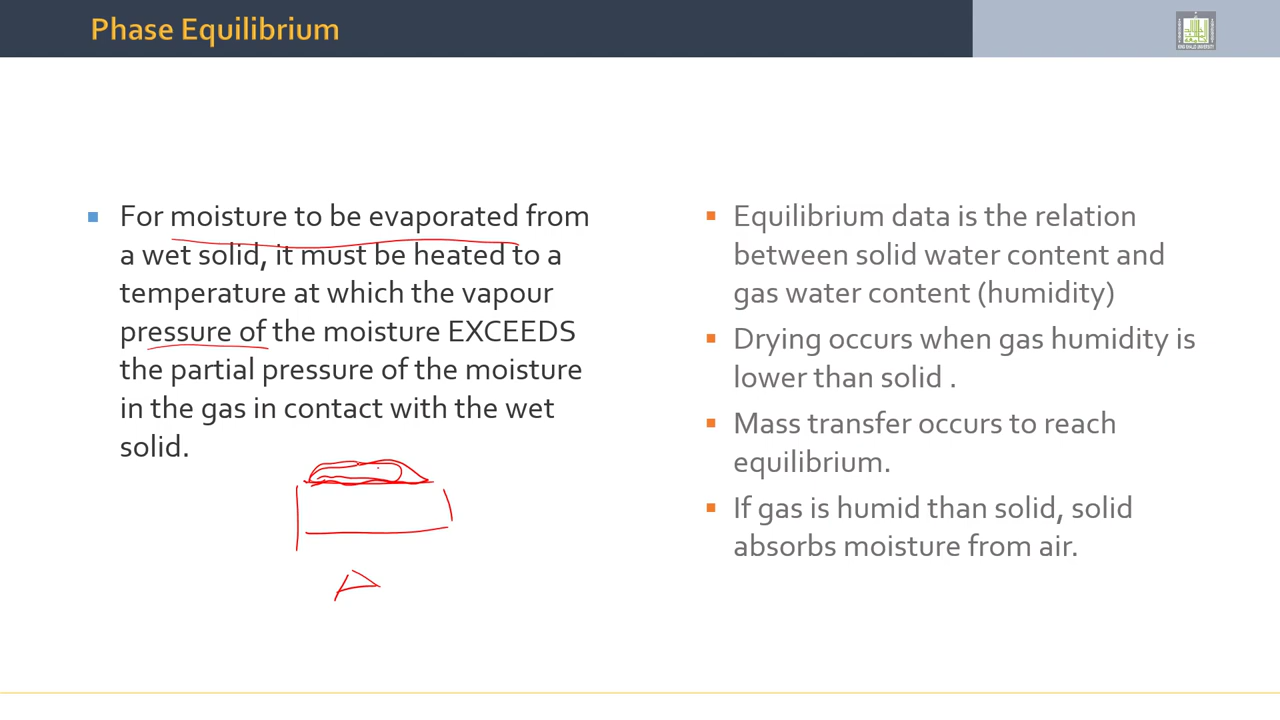 Phase Equilibrium
For moisture to be evaporated from
a wet solid, it must be heated to a
temperature at which the vapour
pressure of the moisture EXCEEDS
the partial pressure of the moisture
in the gas in contact with the wet
solid.
Equilibrium data is the relation
between solid water content and
gas water content (humidity)
Drying occurs when gas humidity is
lower than solid .
Mass transfer occurs to reach
equilibrium.
If gas is humid than solid, solid
absorbs moisture from air.